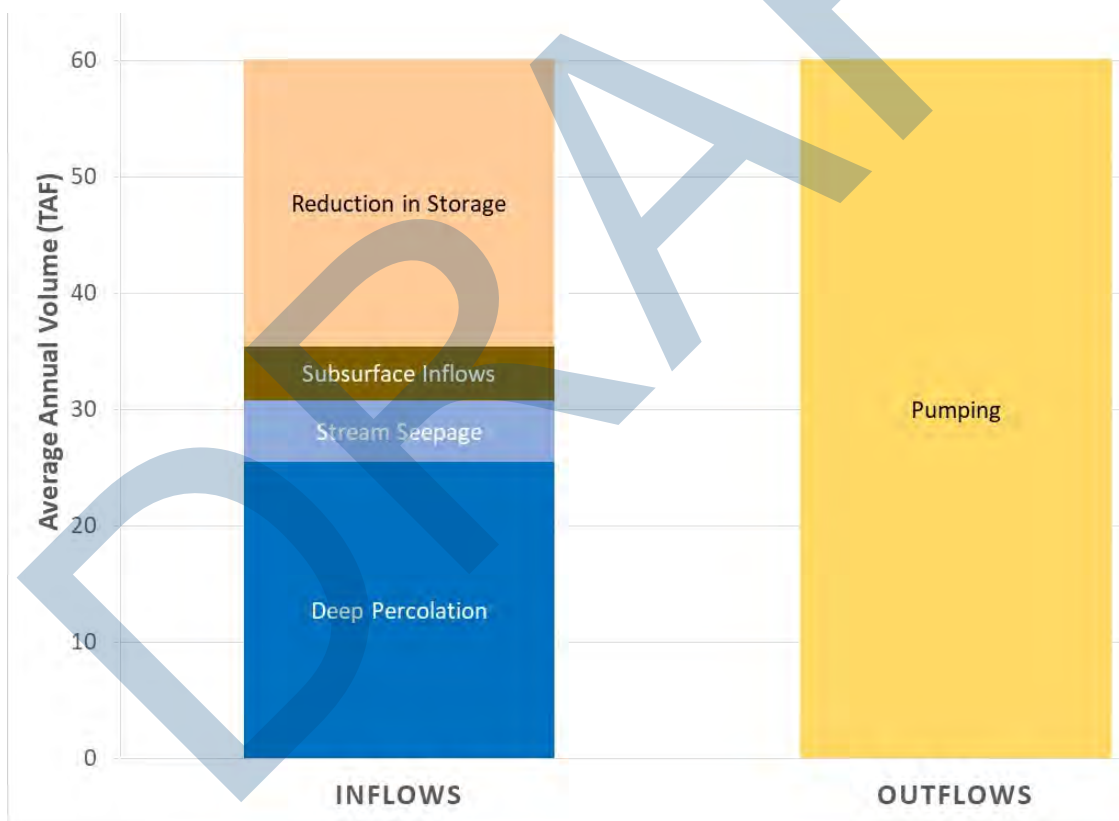 Average Annual Volume (TAF)
60
50
40
30
20
10
0
Reduction in Storage
Subsurface Inflows
Stream Seepage
Deep Percolation
Pumping
INFLOWS
OUTFLOWS
DRAF